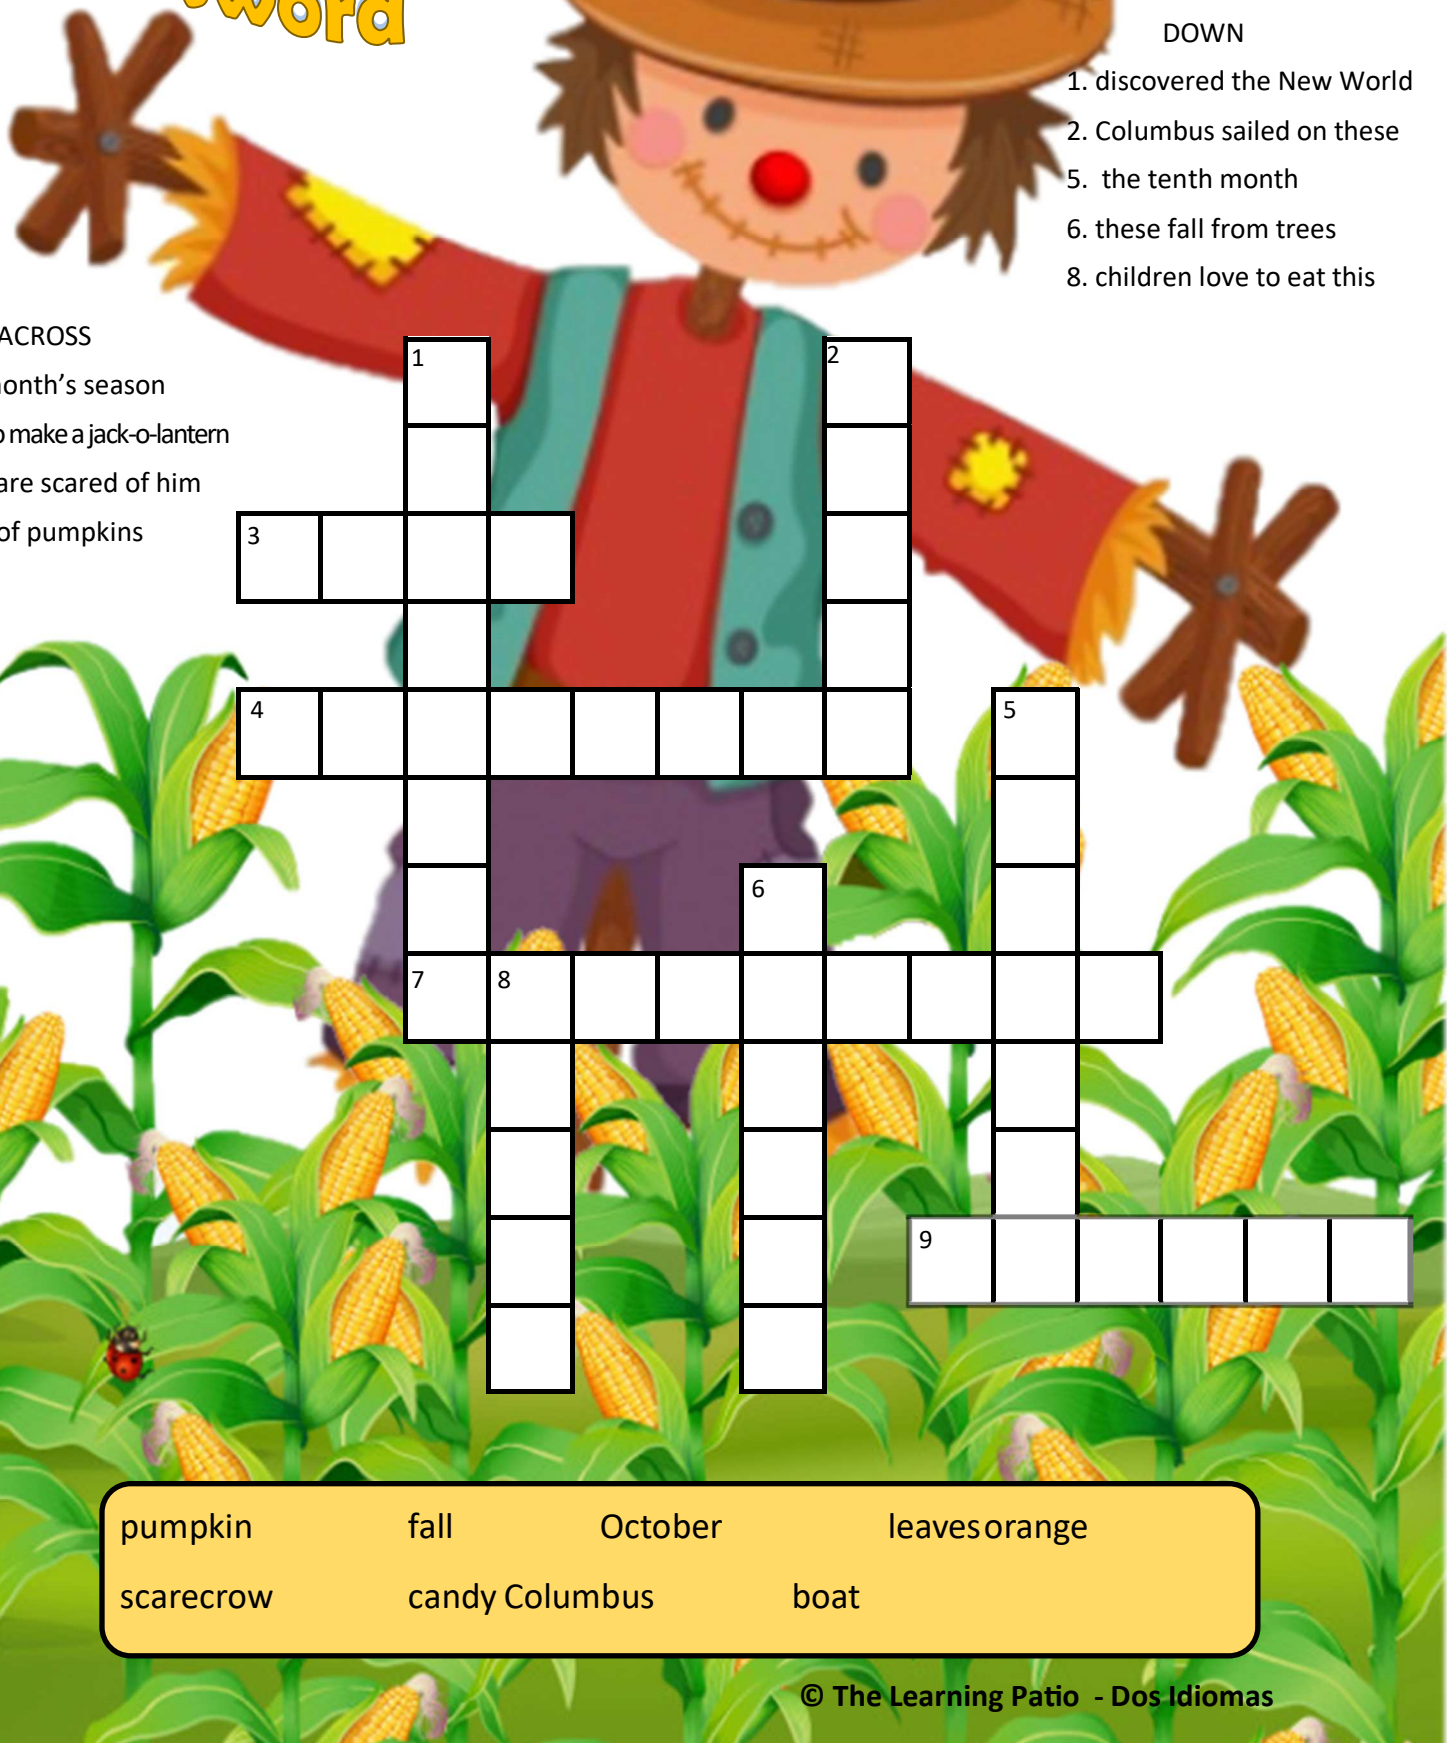 DOWN
1. discovered the New World
2. Columbus sailed on these
5. the tenth month
6. these fall from trees
8. children love to eat this
ACROSS
month's season
make a jack-o-lantern
are scared of him
of pumpkins
1
2
3
4
5
6
7 8
9
pumpkin fall October leaves orange
scarecrow candy Columbus boat
© The Learning Patio - Dos Idiomas